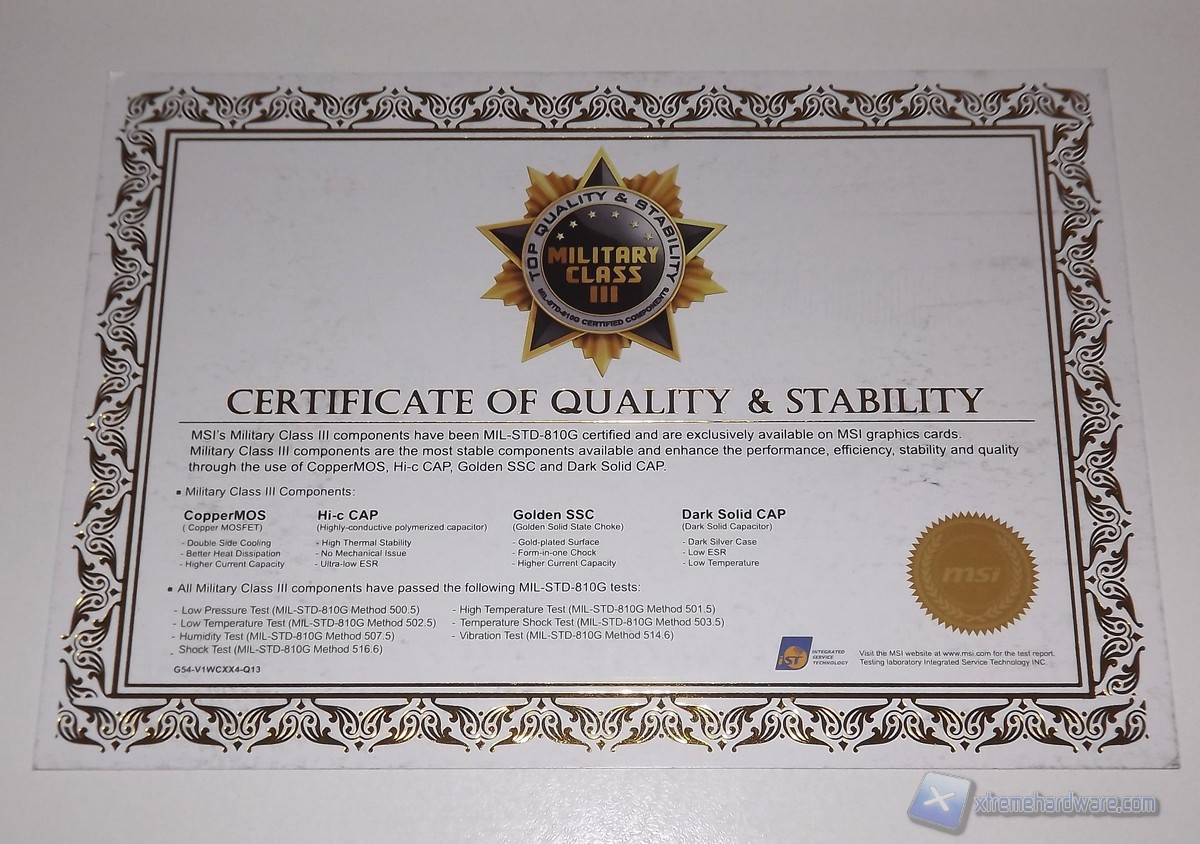 TOP QUALITY & STABILITY
MILITARY
CLASS
III
MIL-STD-810G CERTIFIED COMPONENTS
CERTIFICATE OF QUALITY & STABILITY
MSI's Military Class III components have been MIL-STD-810G certified and are exclusively available on MSI graphics cards.
Military Class III components are the most stable components available and enhance the performance, efficiency, stability and quality
through the use of CopperMOS, Hi-c CAP, Golden SSC and Dark Solid CAP.
▪ Military Class III Components:
CopperMOS
( Copper MOSFET)
- Double Side Cooling
- Better Heat Dissipation
- Higher Current Capacity
Hi-c CAP
(Highly-conductive polymerized capacitor)
- High Thermal Stability
- No Mechanical Issue
- Ultra-low ESR
Golden SSC
(Golden Solid State Choke)
- Gold-plated Surface
- Form-in-one Chock
- Higher Current Capacity
Dark Solid CAP
(Dark Solid Capacitor)
- Dark Silver Case
- Low ESR
- Low Temperature
msi
▪ All Military Class III components have passed the following MIL-STD-810G tests:
- Low Pressure Test (MIL-STD-810G Method 500.5)
- Low Temperature Test (MIL-STD-810G Method 502.5)
- Humidity Test (MIL-STD-810G Method 507.5)
- Shock Test (MIL-STD-810G Method 516.6)
- High Temperature Test (MIL-STD-810G Method 501.5)
- Temperature Shock Test (MIL-STD-810G Method 503.5)
- Vibration Test (MIL-STD-810G Method 514.6)
G54-V1WCXX4-Q13
iST
INTEGRATED
SERVICE
TECHNOLOGY
Visit the MSI website at www.msi.com for the test report.
Testing laboratory Integrated Service Technology INC.
xtremehardware.com